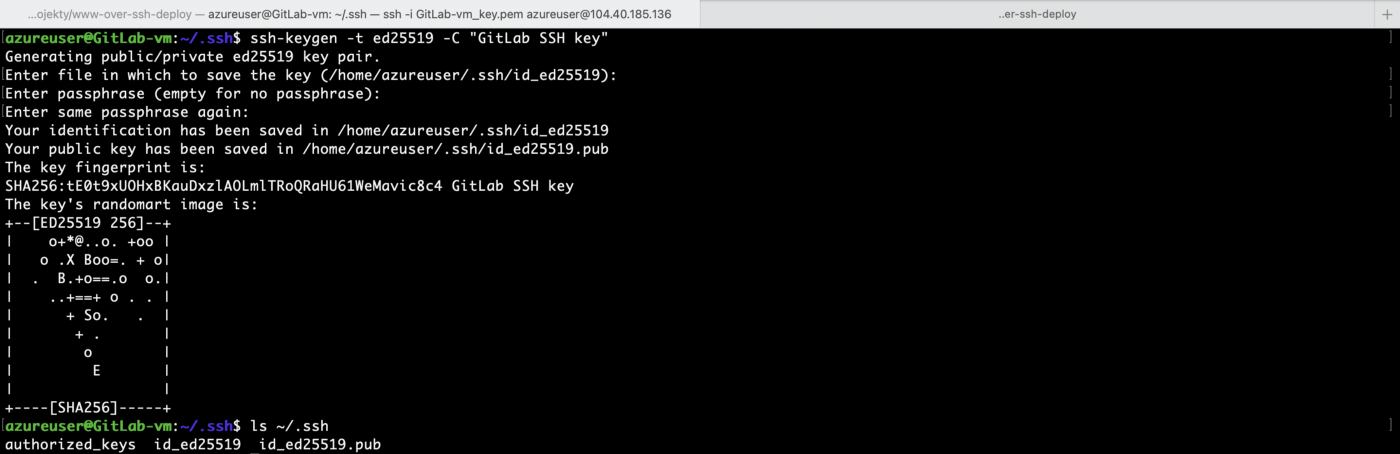 ...ojekty/www-over-ssh-deploy — azureuser@GitLab-vm: ~/.ssh — ssh -i GitLab-vm_key.pem azureuser@104.40.185.136
..er-ssh-deploy
azureuser@GitLab-vm:~/.ssh$ ssh-keygen -t ed25519 -C "GitLab SSH key"
Generating public/private ed25519 key pair.
Enter file in which to save the key (/home/azureuser/.ssh/id_ed25519):
Enter passphrase (empty for no passphrase):
Enter same passphrase again:
Your identification has been saved in /home/azureuser/.ssh/id_ed25519
Your public key has been saved in /home/azureuser/.ssh/id_ed25519.pub
The key fingerprint is:
SHA256:tE0t9xUOHxBKauDxzlAOLmlTRoQRaHU61WeMavic8c4 GitLab SSH key
The key's randomart image is:
+--[ED25519 256]--+
|    o+*@..o. +oo |
|   o .X Boo=. + o|
|  .  B.+o==.o  o.|
|    ..+==+ o . . |
|      + So.   .  |
|       + .       |
|        o        |
|         E       |
|                 |
+----[SHA256]-----+
azureuser@GitLab-vm:~/.ssh$ ls ~/.ssh
authorized_keys  id_ed25519  id_ed25519.pub